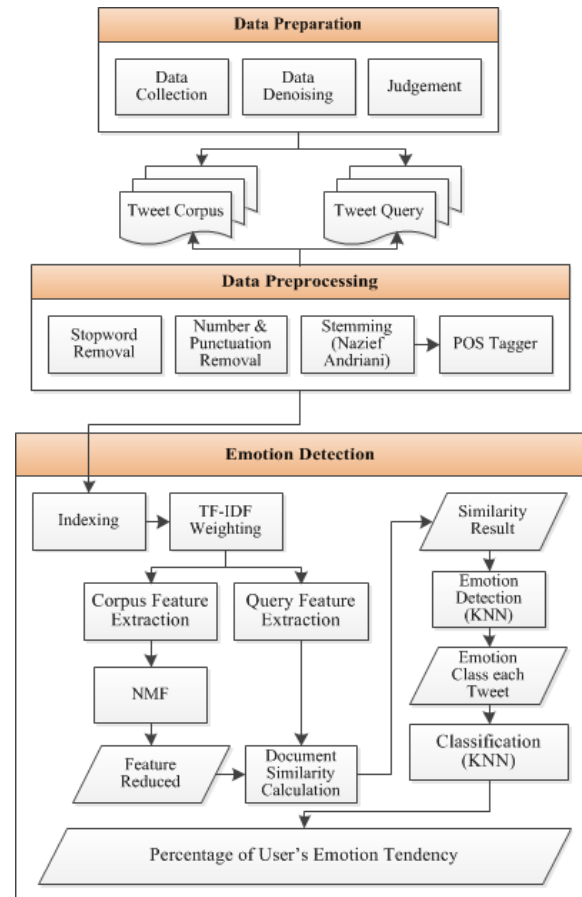 Data Preparation
Data
Collection
Data
Denoising
Judgement
Tweet Corpus
Tweet Query
Data Preprocessing
Stopword
Removal
Number &
Punctuation
Removal
Stemming
(Nazief
Andriani)
POS Tagger
Emotion Detection
Indexing
TF-IDF
Weighting
Corpus Feature
Extraction
Query Feature
Extraction
NMF
Feature
Reduced
Document
Similarity
Calculation
Similarity
Result
Emotion
Detection
(KNN)
Emotion
Class each
Tweet
Classification
(KNN)
Percentage of User's Emotion Tendency